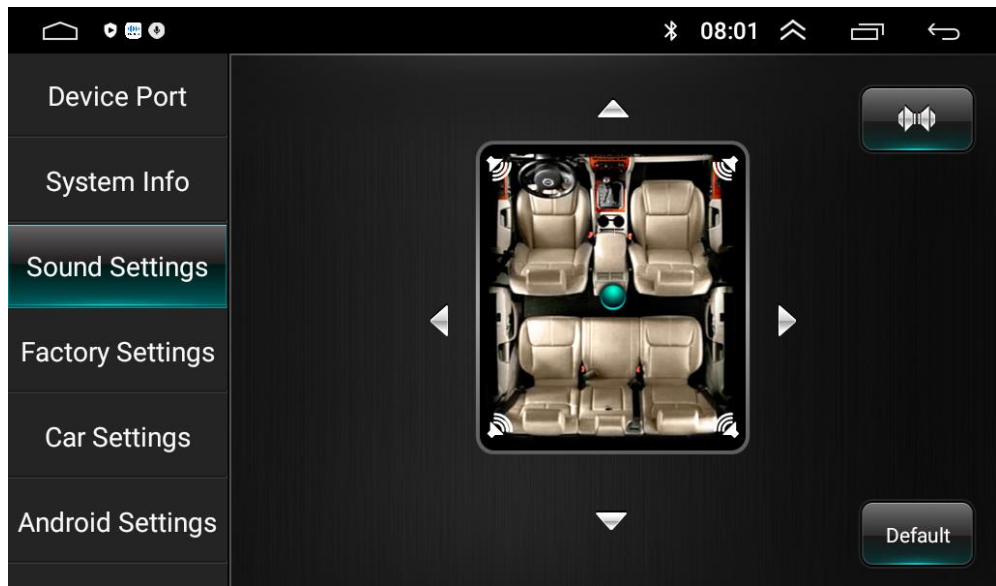 08:01
Device Port
System Info
Sound Settings
Factory Settings
Car Settings
Android Settings
Default